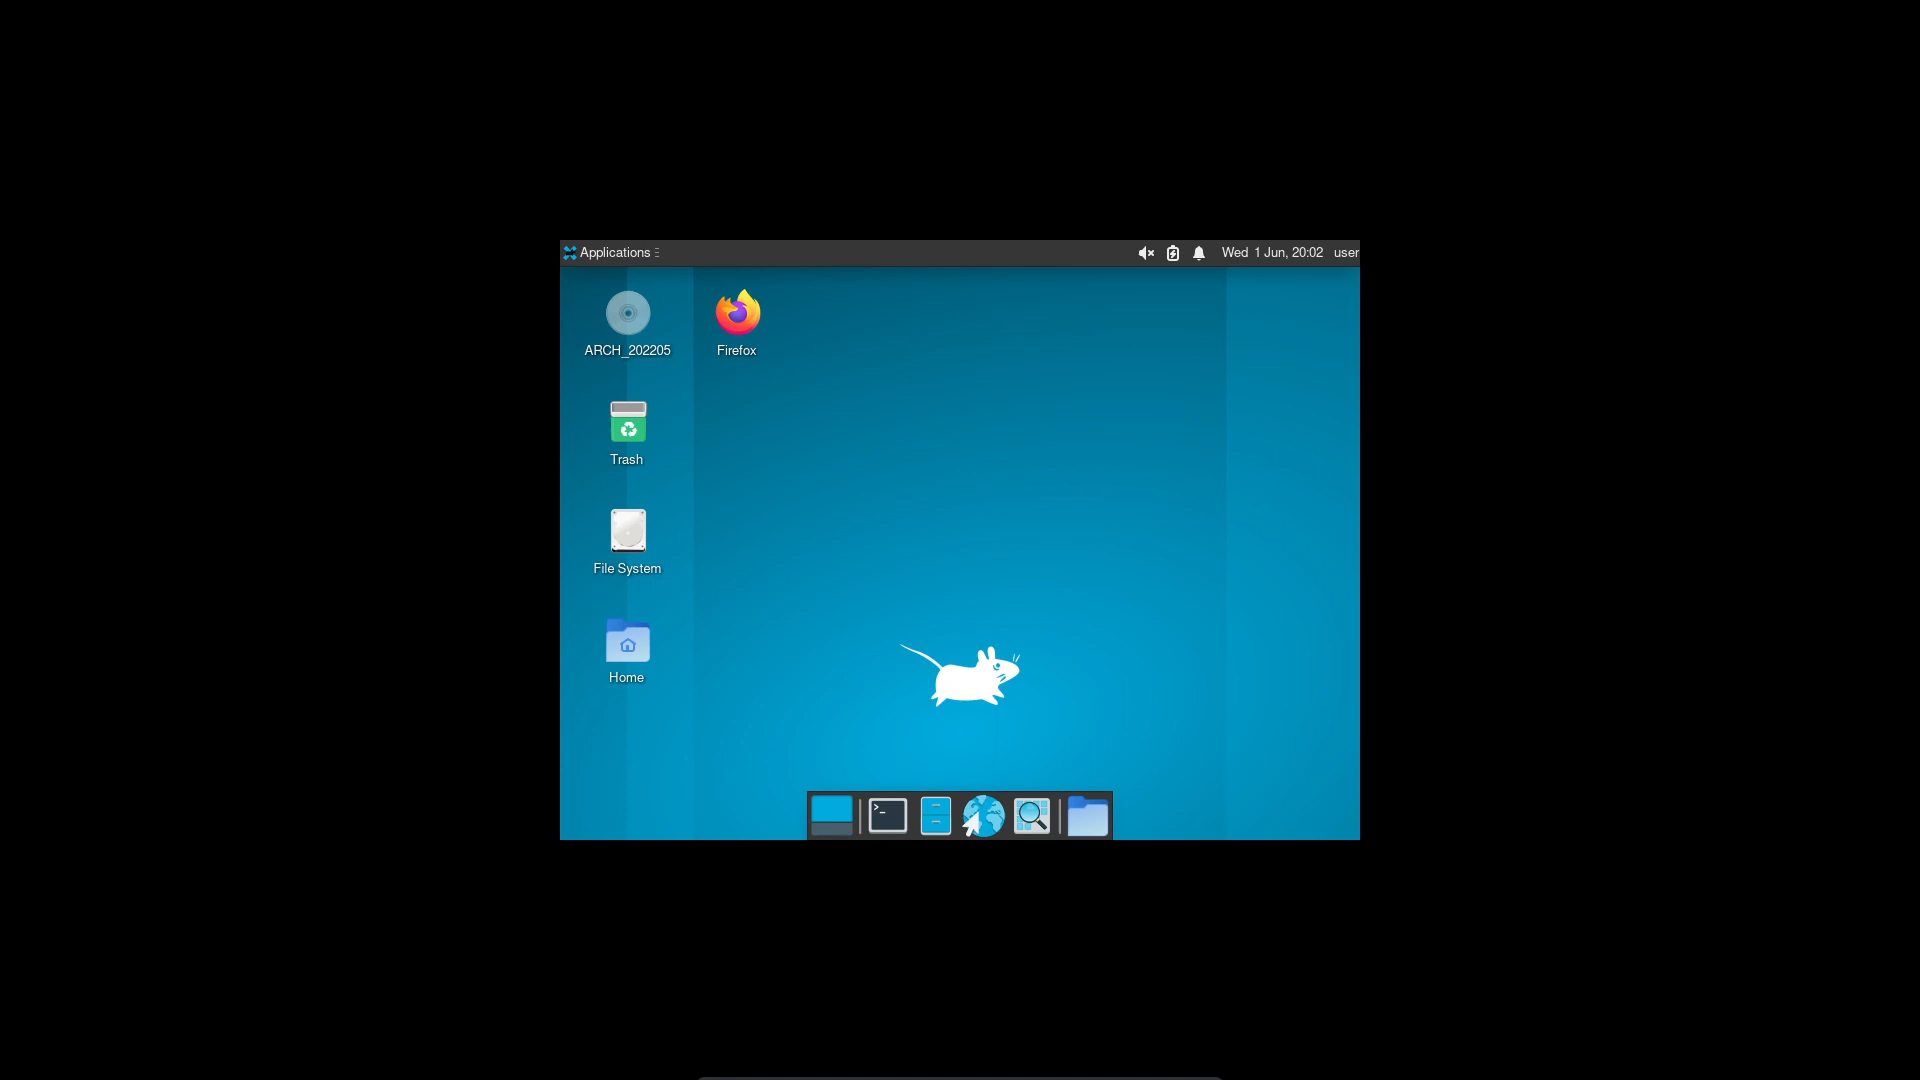 Applications
Wed 1 Jun, 20:02 user
ARCH_202205
Firefox
Trash
File System
Home